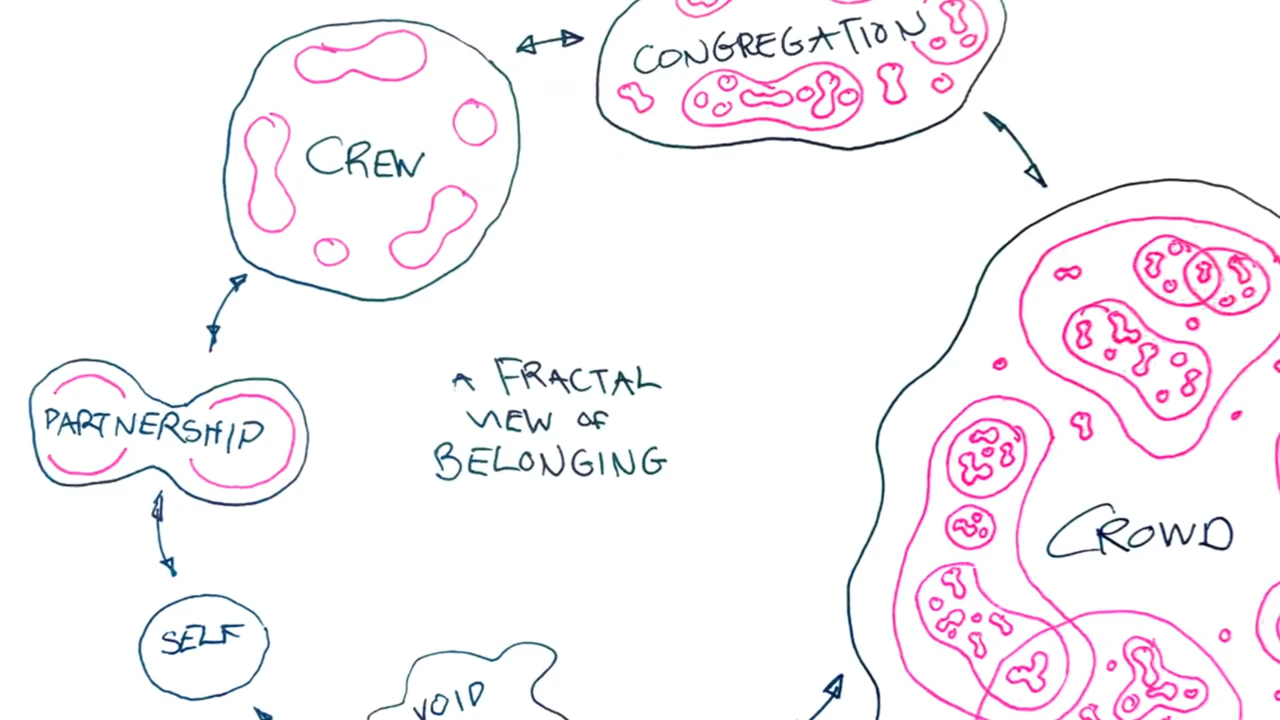 CONGREGATION
CREW
A FRACTAL
VIEW OF
BELONGING
PARTNERSHIP
CROWD
SELF
VOID